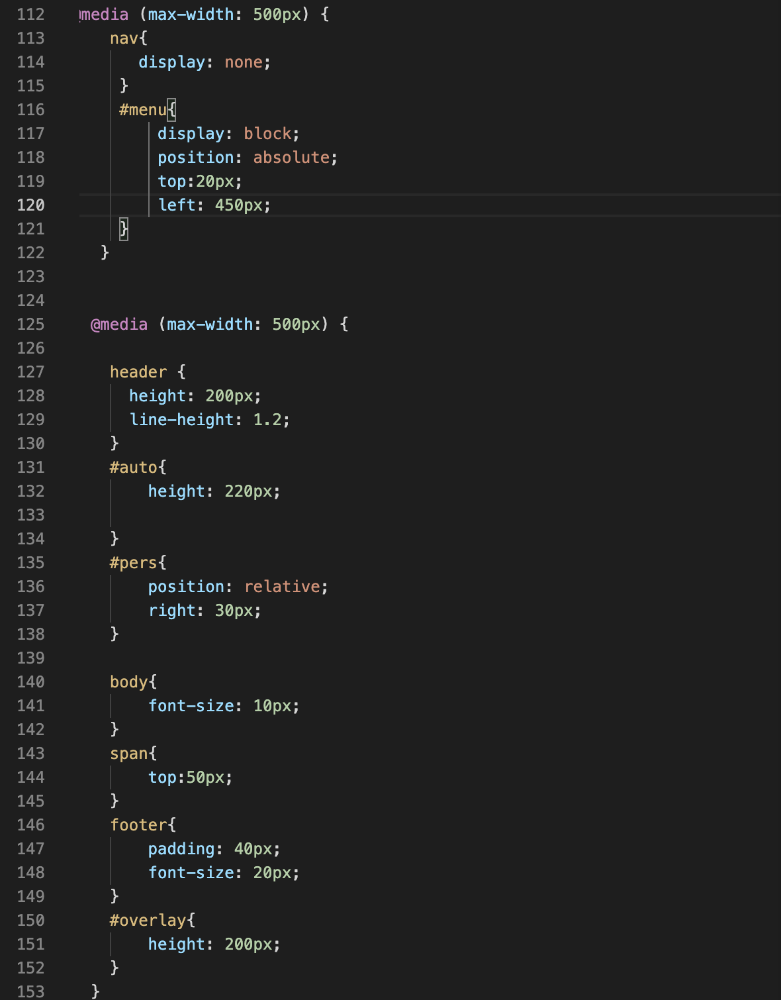 112 @media (max-width: 500px) {
113 nav{
114 display: none;
115 }
116 #menu{
117 display: block;
118 position: absolute;
119 top:20px;
120 left: 450px;
121 }
122 }
123
124
125 @media (max-width: 500px) {
126
127 header {
128 height: 200px;
129 line-height: 1.2;
130 }
131 #auto{
132 height: 220px;
133
134 }
135 #pers{
136 position: relative;
137 right: 30px;
138 }
139
140 body{
141 font-size: 10px;
142 }
143 span{
144 top:50px;
145 }
146 footer{
147 padding: 40px;
148 font-size: 20px;
149 }
150 #overlay{
151 height: 200px;
152 }
153 }